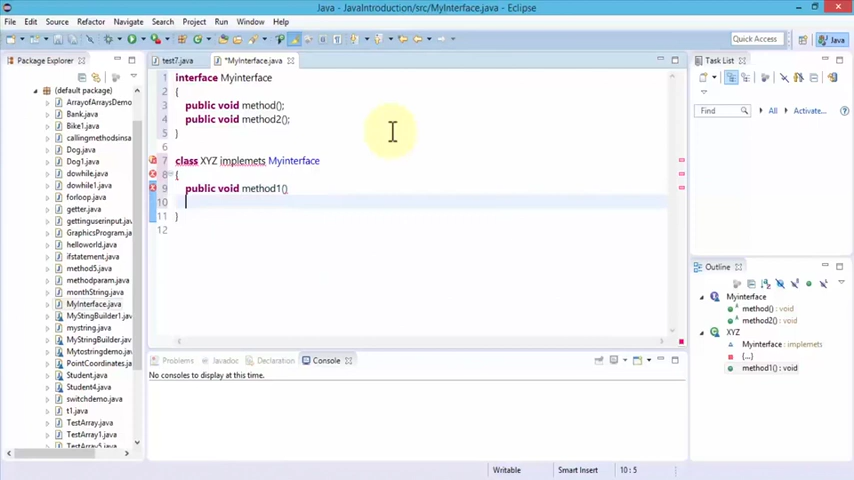 Java - JavaIntroduction/src/MyInterface.java - Eclipse
File Edit Source Refactor Navigate Search Project Run Window Help
Quick Access
Java
Package Explorer
(default package)
ArrayofArraysDemo
Bank.java
Bike1.java
callingmethodsinsa
Dog.java
Dog1.java
dowhile.java
dowhile1.java
forloop.java
getter.java
gettinguserinput.java
GraphicsProgram.j
helloworld.java
ifstatement.java
method5.java
methodparam.java
monthString.java
MyInterface.java
MyStingBuilder1.jav
mystring.java
MyStringBuilder.java
Mytostringdemo.jav
PointCoordinates.j
Student.java
Student4.java
switchdemo.java
t1.java
TestArray.java
TestArray1.java
TestArray5.java
test7.java
*MyInterface.java
1 interface Myinterface
2 {
3 public void method();
4 public void method2();
5 }
6
7 class XYZ implemets Myinterface
8 {
9 public void method1()
10
11 }
12
Problems Javadoc Declaration Console
No consoles to display at this time.
Task List
Find All Activate...
Outline
Myinterface
method() : void
method2() : void
XYZ
Myinterface : implemets
{...}
method1() : void
Writable Smart Insert 10 : 5